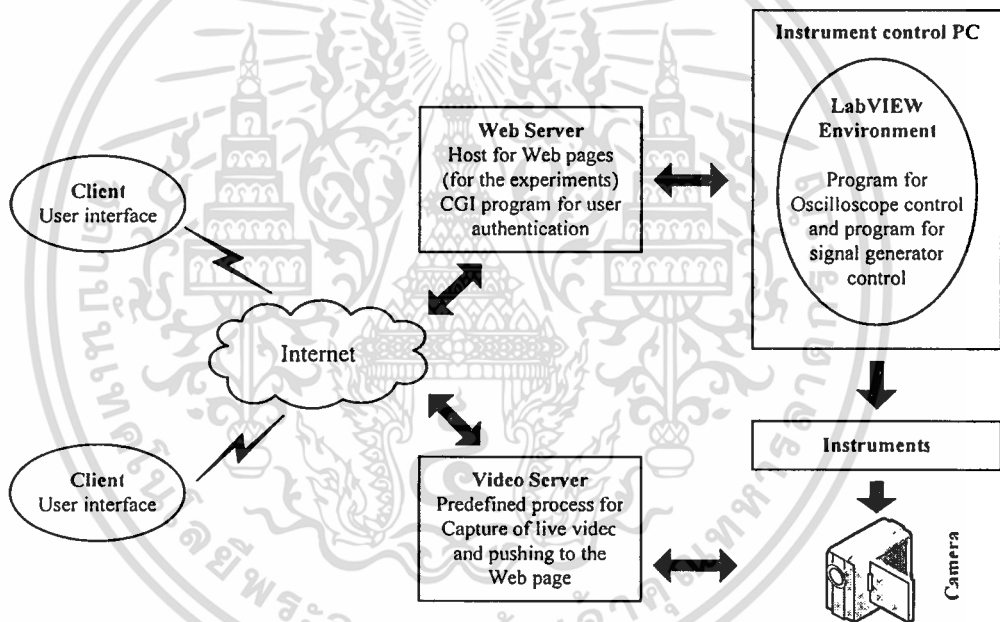 Instrument control PC
LabVIEW
Environment
Program for
Oscilloscope control
and program for
signal generator
control
Web Server
Host for Web pages
(for the experiments)
CGI program for user
authentication
Client
User interface
Internet
Client
User interface
Video Server
Predefined process for
Capture of live videc
and pushing to the
Web page
Instruments
Camera